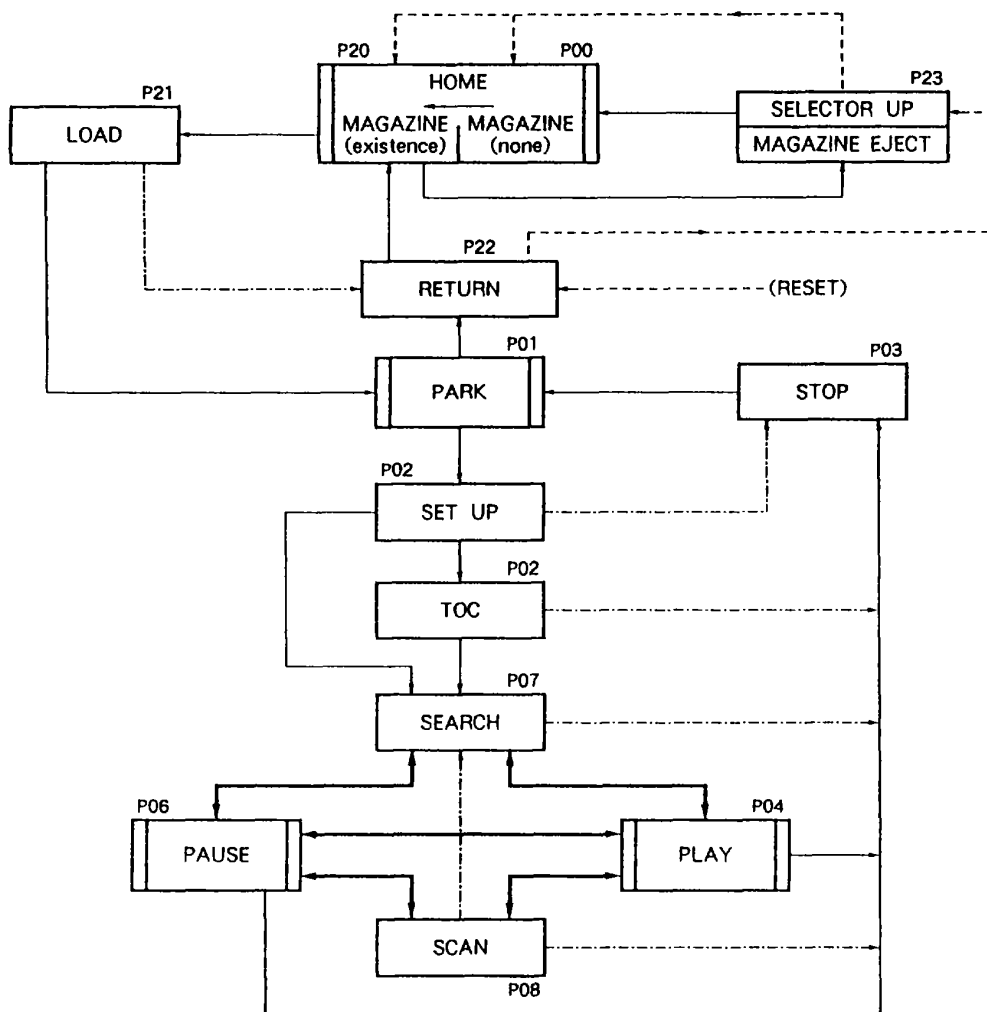 P20
P00
HOME
MAGAZINE
(existence)
MAGAZINE
(none)
P23
SELECTOR UP
MAGAZINE EJECT
P21
LOAD
P22
RETURN
(RESET)
P01
PARK
P03
STOP
P02
SET UP
P02
TOC
P07
SEARCH
P06
PAUSE
P04
PLAY
SCAN
P08